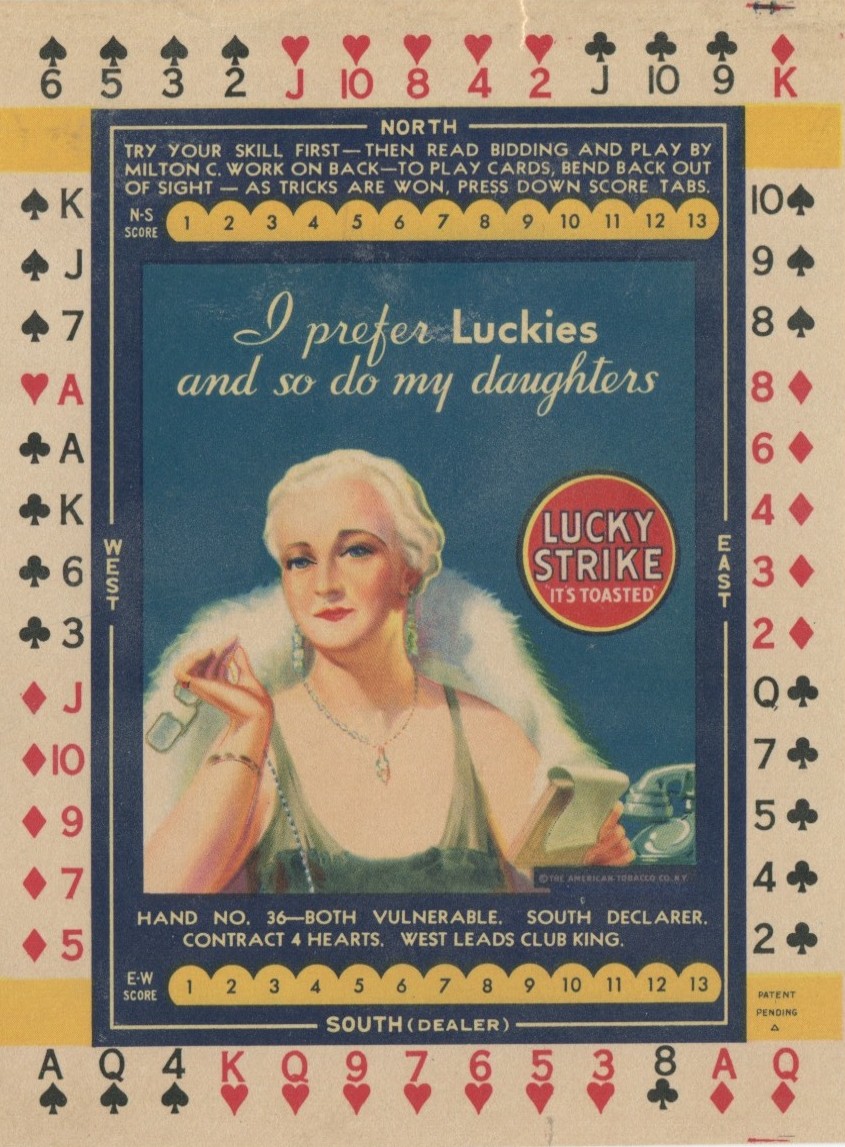 ♠ ♠ ♠ ♠ ♥ ♥ ♥ ♥ ♥ ♣ ♣ ♣ ♦
6 5 3 2 J 10 8 4 2 J 10 9 K
NORTH
TRY YOUR SKILL FIRST—THEN READ BIDDING AND PLAY BY
MILTON C. WORK ON BACK—TO PLAY CARDS, BEND BACK OUT
OF SIGHT — AS TRICKS ARE WON, PRESS DOWN SCORE TABS.
N-S
SCORE
1 2 3 4 5 6 7 8 9 10 11 12 13
♠ K
♠ J
♠ 7
♥ A
♣ A
♣ K
♣ 6
♣ 3
♦ J
♦ 10
♦ 9
♦ 7
♦ 5
WEST
I prefer Luckies
and so do my daughters
LUCKY
STRIKE
"IT'S TOASTED"
©THE AMERICAN TOBACCO CO. N.Y.
EAST
10 ♠
9 ♠
8 ♠
8 ♦
6 ♦
4 ♦
3 ♦
2 ♦
Q ♣
7 ♣
5 ♣
4 ♣
2 ♣
HAND NO. 36—BOTH VULNERABLE. SOUTH DECLARER.
CONTRACT 4 HEARTS. WEST LEADS CLUB KING.
E-W
SCORE
1 2 3 4 5 6 7 8 9 10 11 12 13
PATENT
PENDING
SOUTH (DEALER)
A Q 4 K Q 9 7 6 5 3 8 A Q
♠ ♠ ♠ ♥ ♥ ♥ ♥ ♥ ♥ ♥ ♣ ♦ ♦